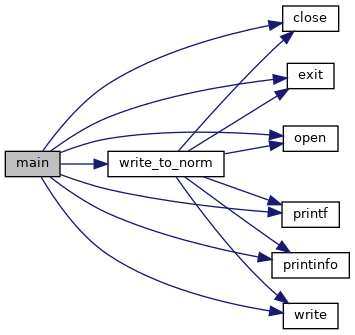 close
exit
open
main
write_to_norm
printf
printinfo
write